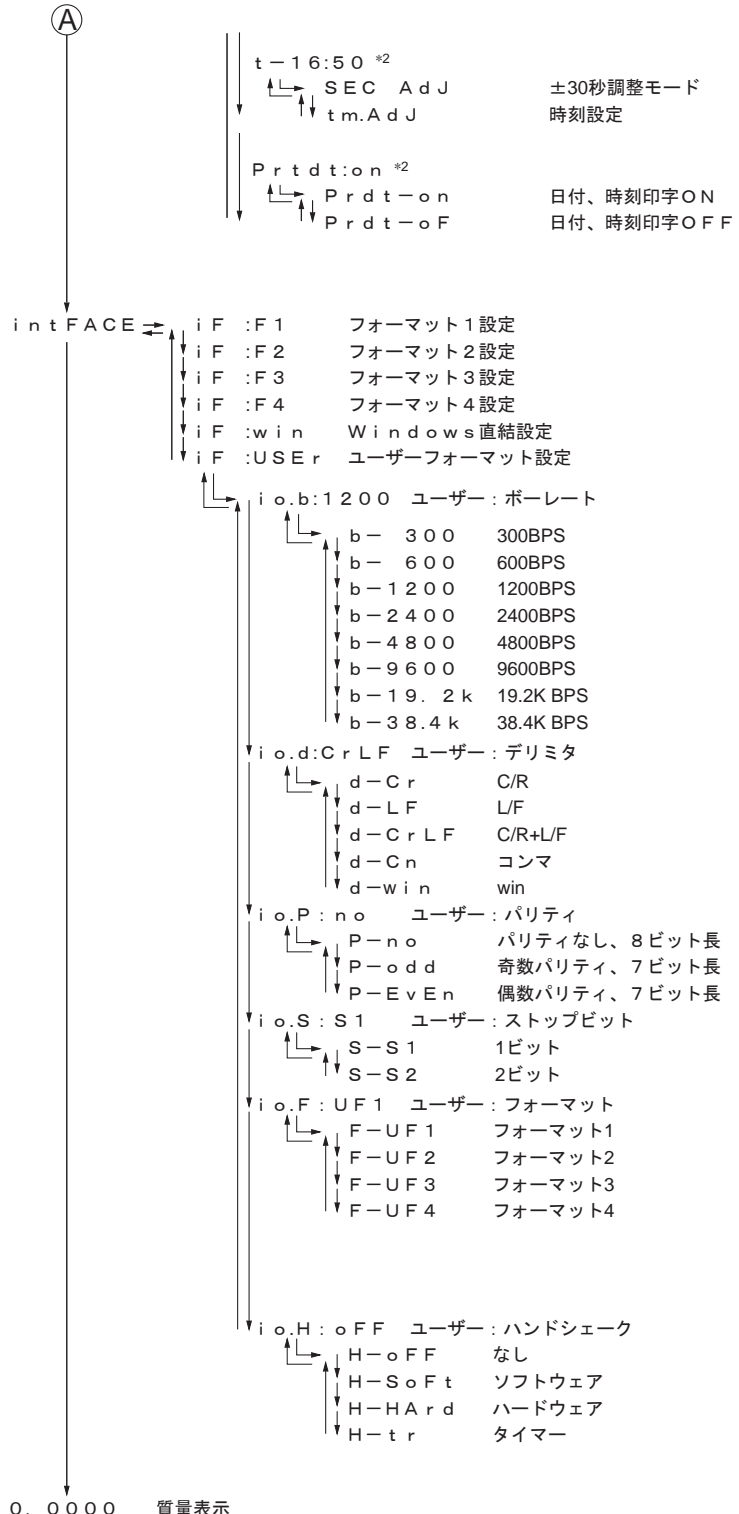 A
t－16:50 *2
SEC AdJ ±30秒調整モード
tm.AdJ 時刻設定
Prtdt:on *2
Prdt－on 日付、時刻印字ON
Prdt－oF 日付、時刻印字OFF
intFACE iF :F1 フォーマット1設定
iF :F2 フォーマット2設定
iF :F3 フォーマット3設定
iF :F4 フォーマット4設定
iF :win Windows直結設定
iF :USEr ユーザーフォーマット設定
io.b:1200 ユーザー：ボーレート
b－ 300 300BPS
b－ 600 600BPS
b－1200 1200BPS
b－2400 2400BPS
b－4800 4800BPS
b－9600 9600BPS
b－19. 2k 19.2K BPS
b－38.4k 38.4K BPS
io.d:CrLF ユーザー：デリミタ
d－Cr C/R
d－LF L/F
d－CrLF C/R+L/F
d－Cn コンマ
d－win win
io.P：no ユーザー：パリティ
P－no パリティなし、8ビット長
P－odd 奇数パリティ、7ビット長
P－EvEn 偶数パリティ、7ビット長
io.S：S1 ユーザー：ストップビット
S－S1 1ビット
S－S2 2ビット
io.F：UF1 ユーザー：フォーマット
F－UF1 フォーマット1
F－UF2 フォーマット2
F－UF3 フォーマット3
F－UF4 フォーマット4
io.H：oFF ユーザー：ハンドシェーク
H－oFF なし
H－SoFt ソフトウェア
H－HArd ハードウェア
H－tr タイマー
0. 0000 質量表示